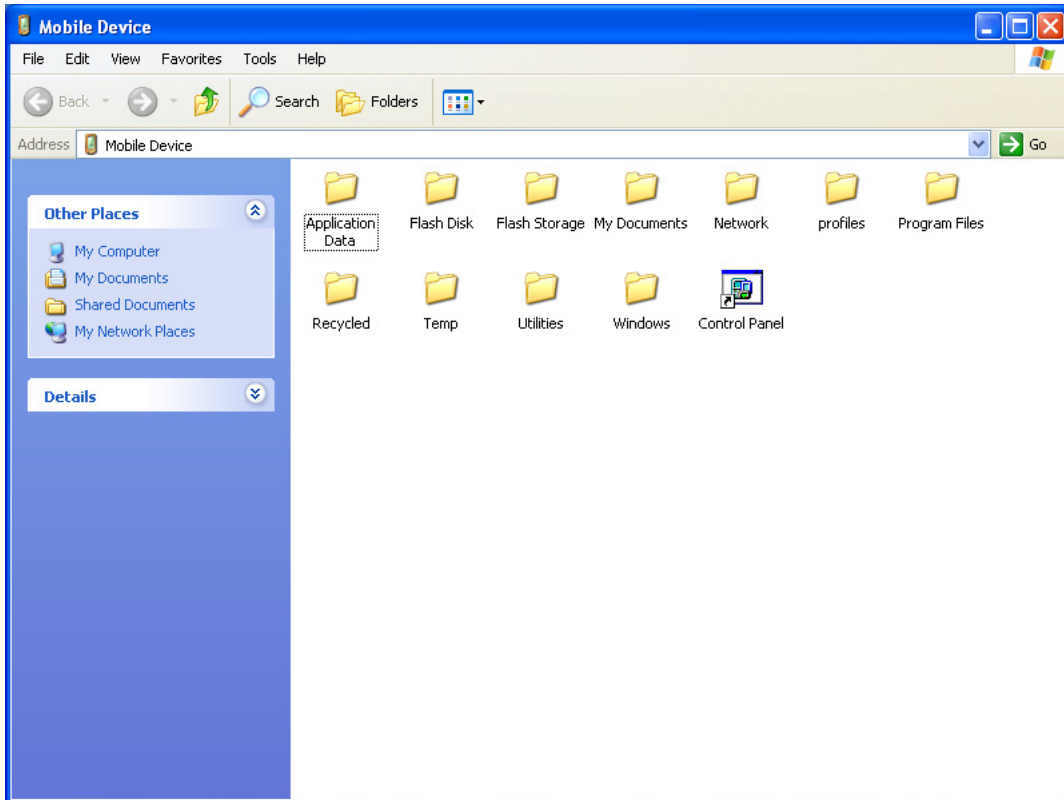 Mobile Device
File Edit View Favorites Tools Help
Back Search Folders
Address Mobile Device Go
Other Places
My Computer
My Documents
Shared Documents
My Network Places
Details
Application Flash Disk Flash Storage My Documents Network profiles Program Files
Data
Recycled Temp Utilities Windows Control Panel